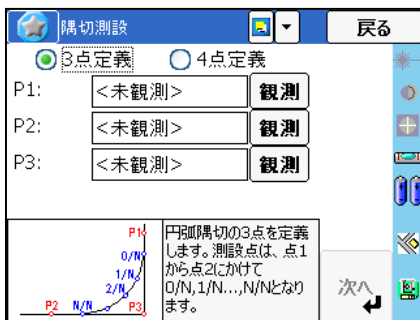 隅切測設
戻る
3点定義
4点定義
P1:
<未観測>
観測
P2:
<未観測>
観測
P3:
<未観測>
観測
P1
0/N
1/N
2/N
P2
N/N
P3
円弧隅切の3点を定義
します。測設点は、点1
から点2にかけて
0/N,1/N...,N/Nとなり
ます。
次へ